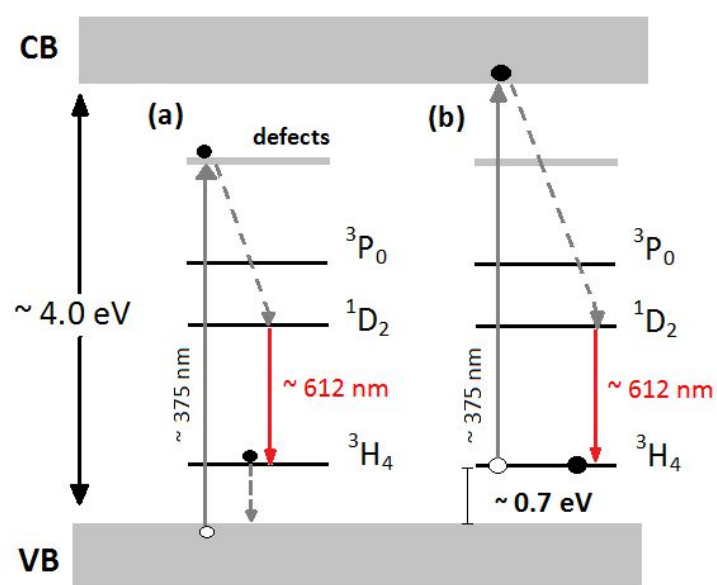 CB
(a)
(b)
defects
³P₀
³P₀
~ 4.0 eV
¹D₂
¹D₂
~ 375 nm
~ 612 nm
~ 375 nm
~ 612 nm
³H₄
³H₄
~ 0.7 eV
VB